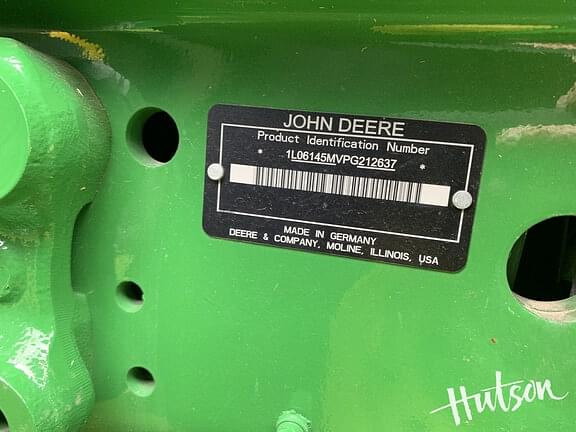 JOHN DEERE
Product Identification Number
* 1L06145MVPG212637 *
MADE IN GERMANY
DEERE & COMPANY, MOLINE, ILLINOIS, USA
Hutson